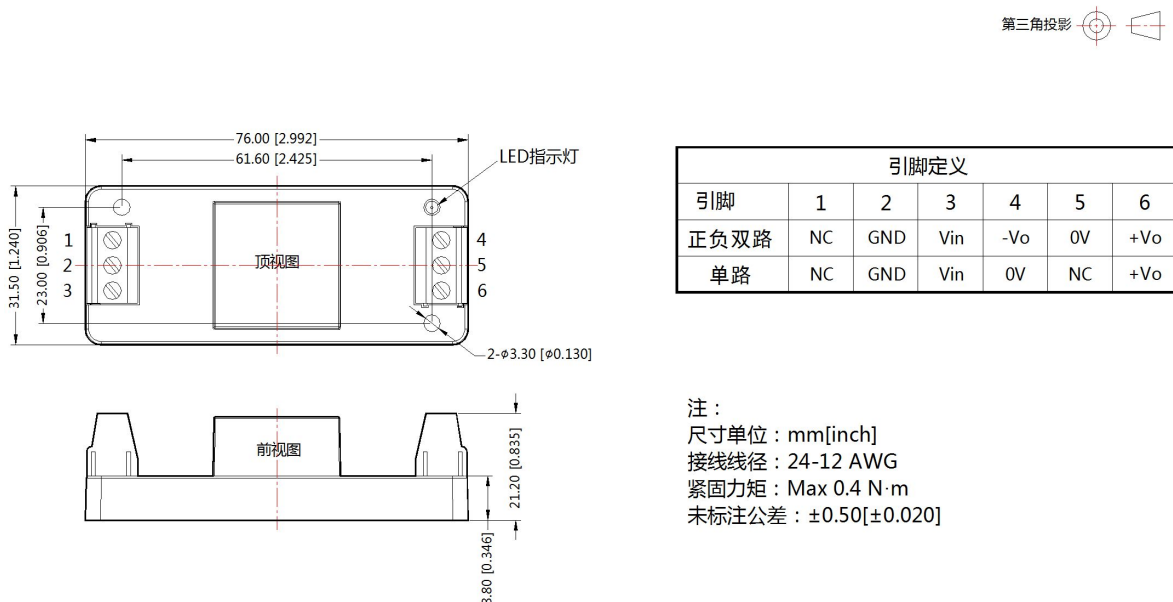 第三角投影
76.00 [2.992]
61.60 [2.425]
LED指示灯
31.50 [1.240]
23.00 [0.906]
1
2
3
顶视图
4
5
6
2-φ3.30 [φ0.130]
引脚定义
引脚 1 2 3 4 5 6
正负双路 NC GND Vin -Vo 0V +Vo
单路 NC GND Vin 0V NC +Vo
前视图
21.20 [0.835]
8.80 [0.346]
注：
尺寸单位：mm[inch]
接线线径：24-12 AWG
紧固力矩：Max 0.4 N·m
未标注公差：±0.50[±0.020]